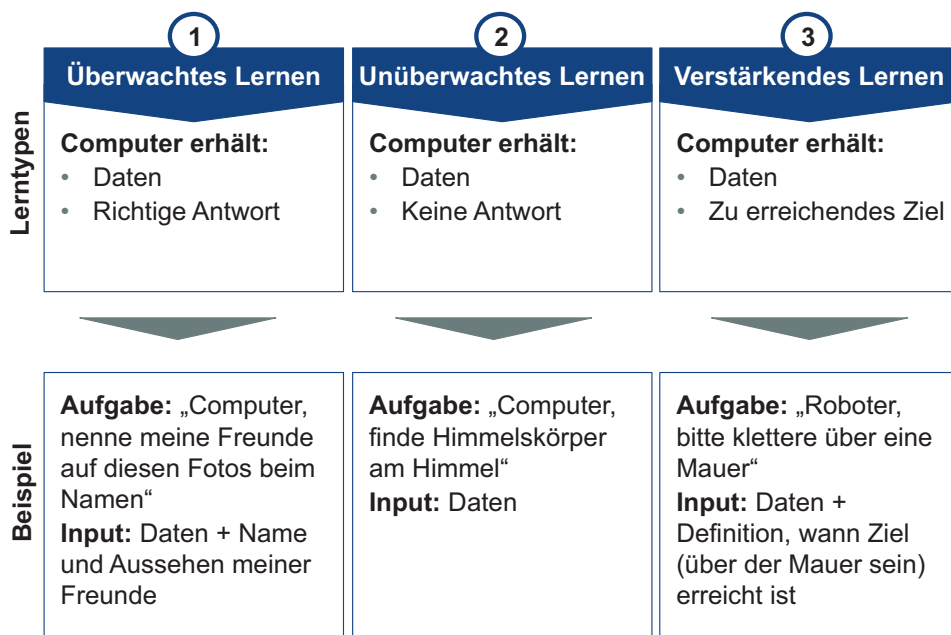 1
Überwachtes Lernen
2
Unüberwachtes Lernen
3
Verstärkendes Lernen
Lerntypen
Computer erhält:
• Daten
• Richtige Antwort
Computer erhält:
• Daten
• Keine Antwort
Computer erhält:
• Daten
• Zu erreichendes Ziel
Beispiel
Aufgabe: „Computer,
nenne meine Freunde
auf diesen Fotos beim
Namen“
Input: Daten + Name
und Aussehen meiner
Freunde
Aufgabe: „Computer,
finde Himmelskörper
am Himmel“
Input: Daten
Aufgabe: „Roboter,
bitte klettere über eine
Mauer“
Input: Daten +
Definition, wann Ziel
(über der Mauer sein)
erreicht ist